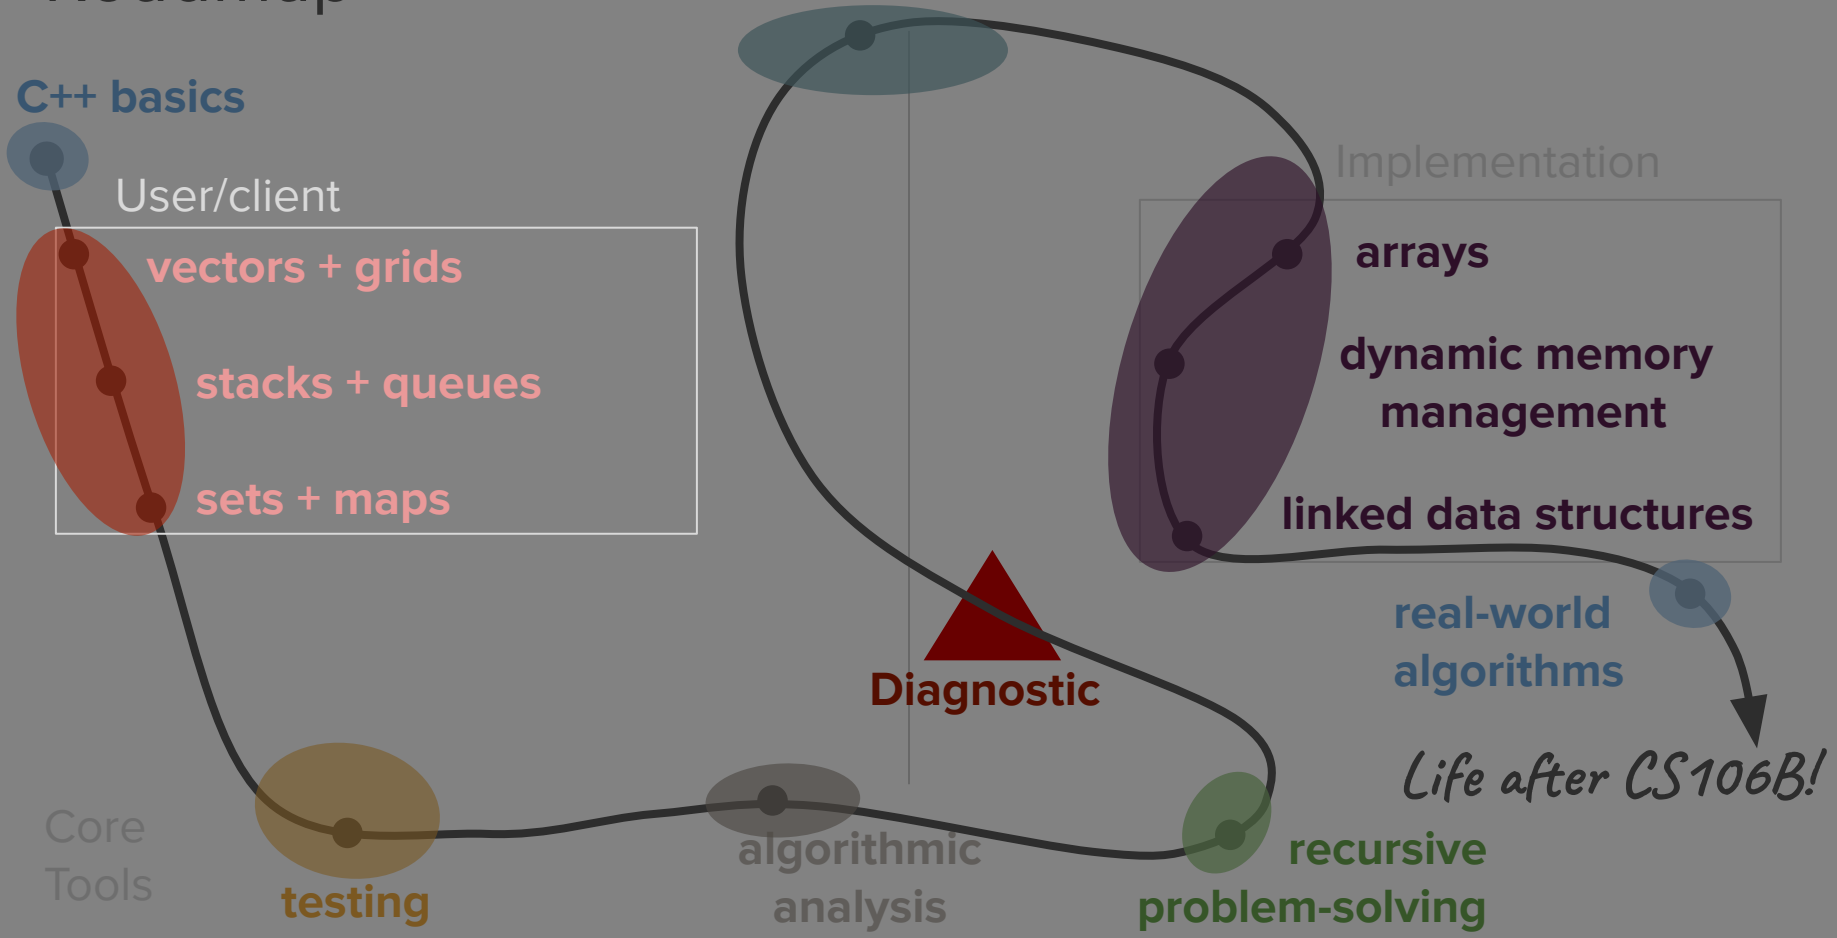 Roadmap
C++ basics
User/client
vectors + grids
stacks + queues
sets + maps
Core
Tools
testing
algorithmic
analysis
recursive
problem-solving
Diagnostic
Implementation
arrays
dynamic memory
management
linked data structures
real-world
algorithms
Life after CS106B!